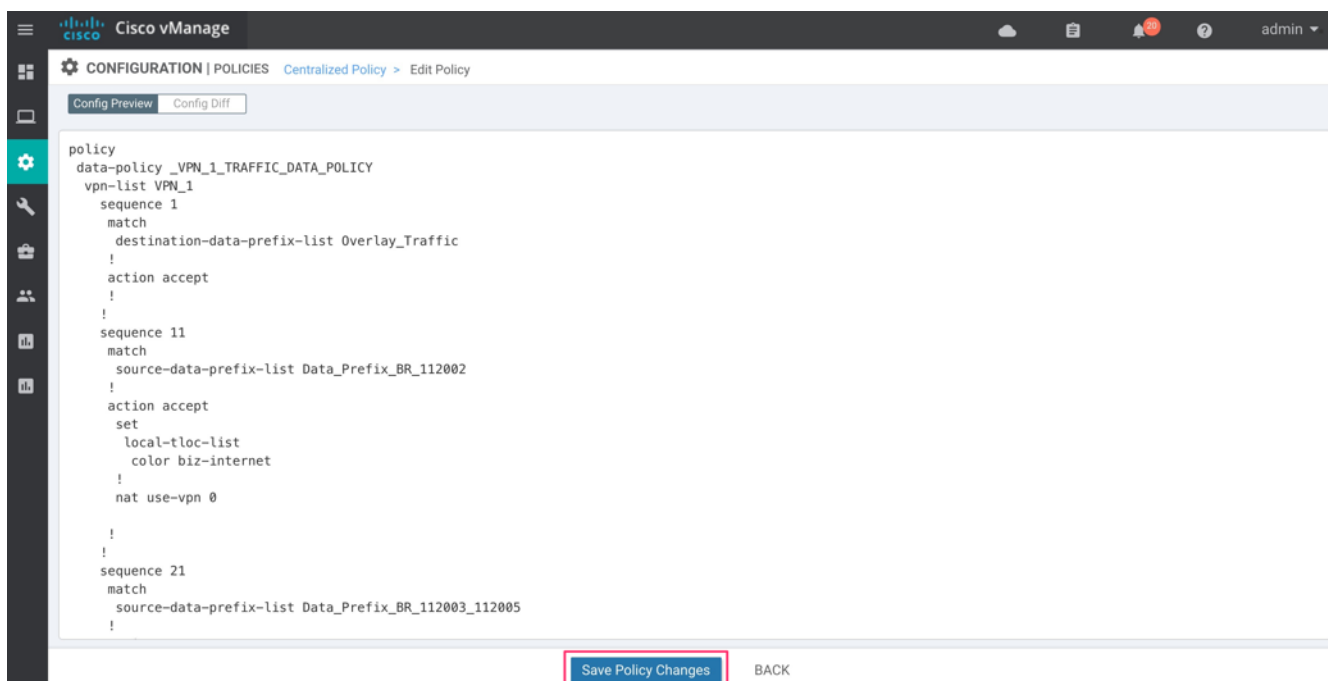 cisco Cisco vManage 20 admin
CONFIGURATION | POLICIES Centralized Policy > Edit Policy
Config Preview Config Diff
policy
data-policy _VPN_1_TRAFFIC_DATA_POLICY
vpn-list VPN_1
sequence 1
match
destination-data-prefix-list Overlay_Traffic
!
action accept
!
!
sequence 11
match
source-data-prefix-list Data_Prefix_BR_112002
!
action accept
set
local-tloc-list
color biz-internet
!
nat use-vpn 0
!
!
sequence 21
match
source-data-prefix-list Data_Prefix_BR_112003_112005
!
Save Policy Changes BACK